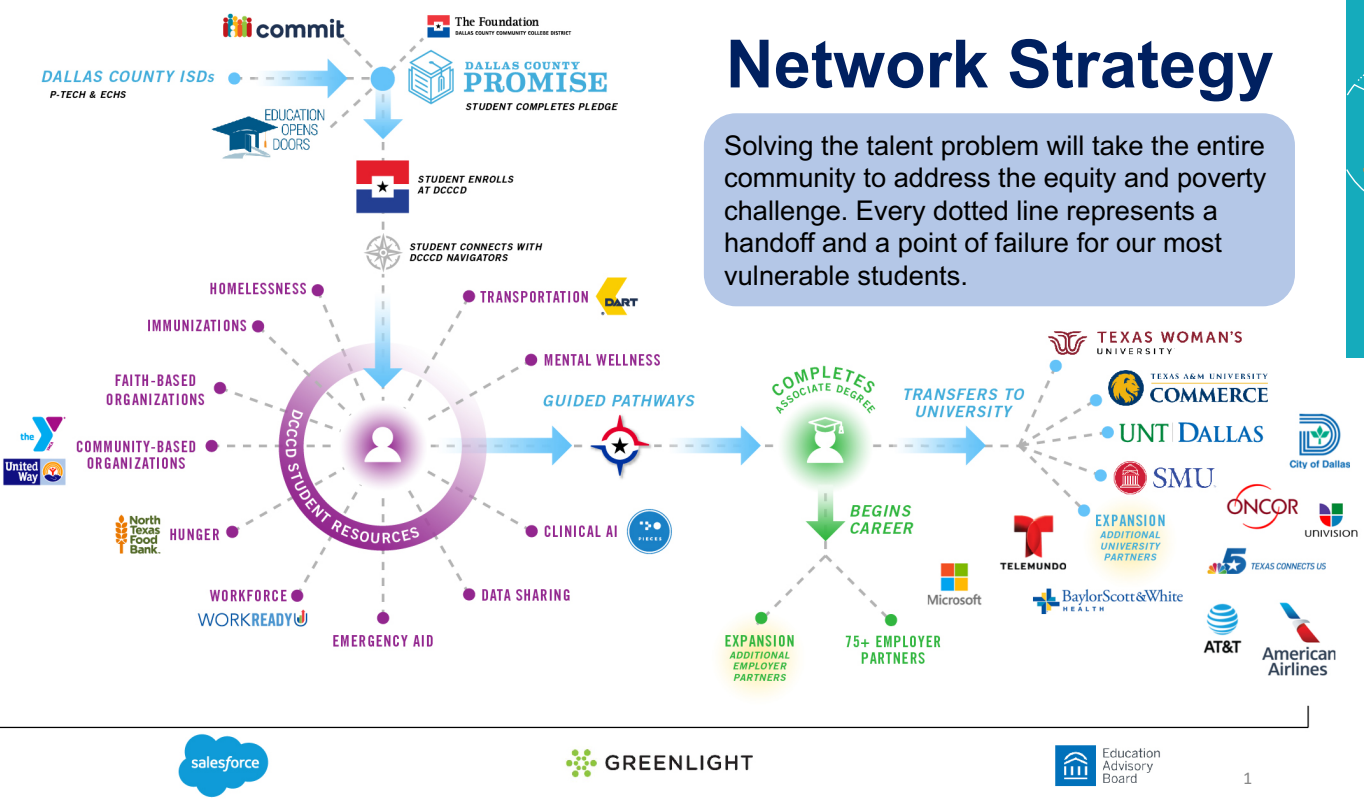 commit
The Foundation
DALLAS COUNTY COMMUNITY COLLEGE DISTRICT
Network Strategy
DALLAS COUNTY ISDs
P-TECH & ECHS
DALLAS COUNTY
PROMISE
STUDENT COMPLETES PLEDGE
EDUCATION
OPENS
DOORS
Solving the talent problem will take the entire
community to address the equity and poverty
challenge. Every dotted line represents a
handoff and a point of failure for our most
vulnerable students.
STUDENT ENROLLS
AT DCCCD
STUDENT CONNECTS WITH
DCCCD NAVIGATORS
HOMELESSNESS
TRANSPORTATION
DART
IMMUNIZATIONS
MENTAL WELLNESS
FAITH-BASED
ORGANIZATIONS
the Y
United
Way
COMMUNITY-BASED
ORGANIZATIONS
DCCCD STUDENT RESOURCES
North
Texas
Food
Bank.
HUNGER
CLINICAL AI
PIECES
WORKFORCE
WORKREADYU
DATA SHARING
EMERGENCY AID
GUIDED PATHWAYS
COMPLETES
ASSOCIATE DEGREE
TRANSFERS TO
UNIVERSITY
BEGINS
CAREER
EXPANSION
ADDITIONAL
EMPLOYER
PARTNERS
75+ EMPLOYER
PARTNERS
TEXAS WOMAN'S
UNIVERSITY
TEXAS A&M UNIVERSITY
COMMERCE
UNT DALLAS
SMU
EXPANSION
ADDITIONAL
UNIVERSITY
PARTNERS
City of Dallas
ONCOR
UNIVISION
TELEMUNDO
5 TEXAS CONNECTS US
Microsoft
BaylorScott&White
HEALTH
AT&T
American
Airlines
salesforce
GREENLIGHT
Education
Advisory
Board
1